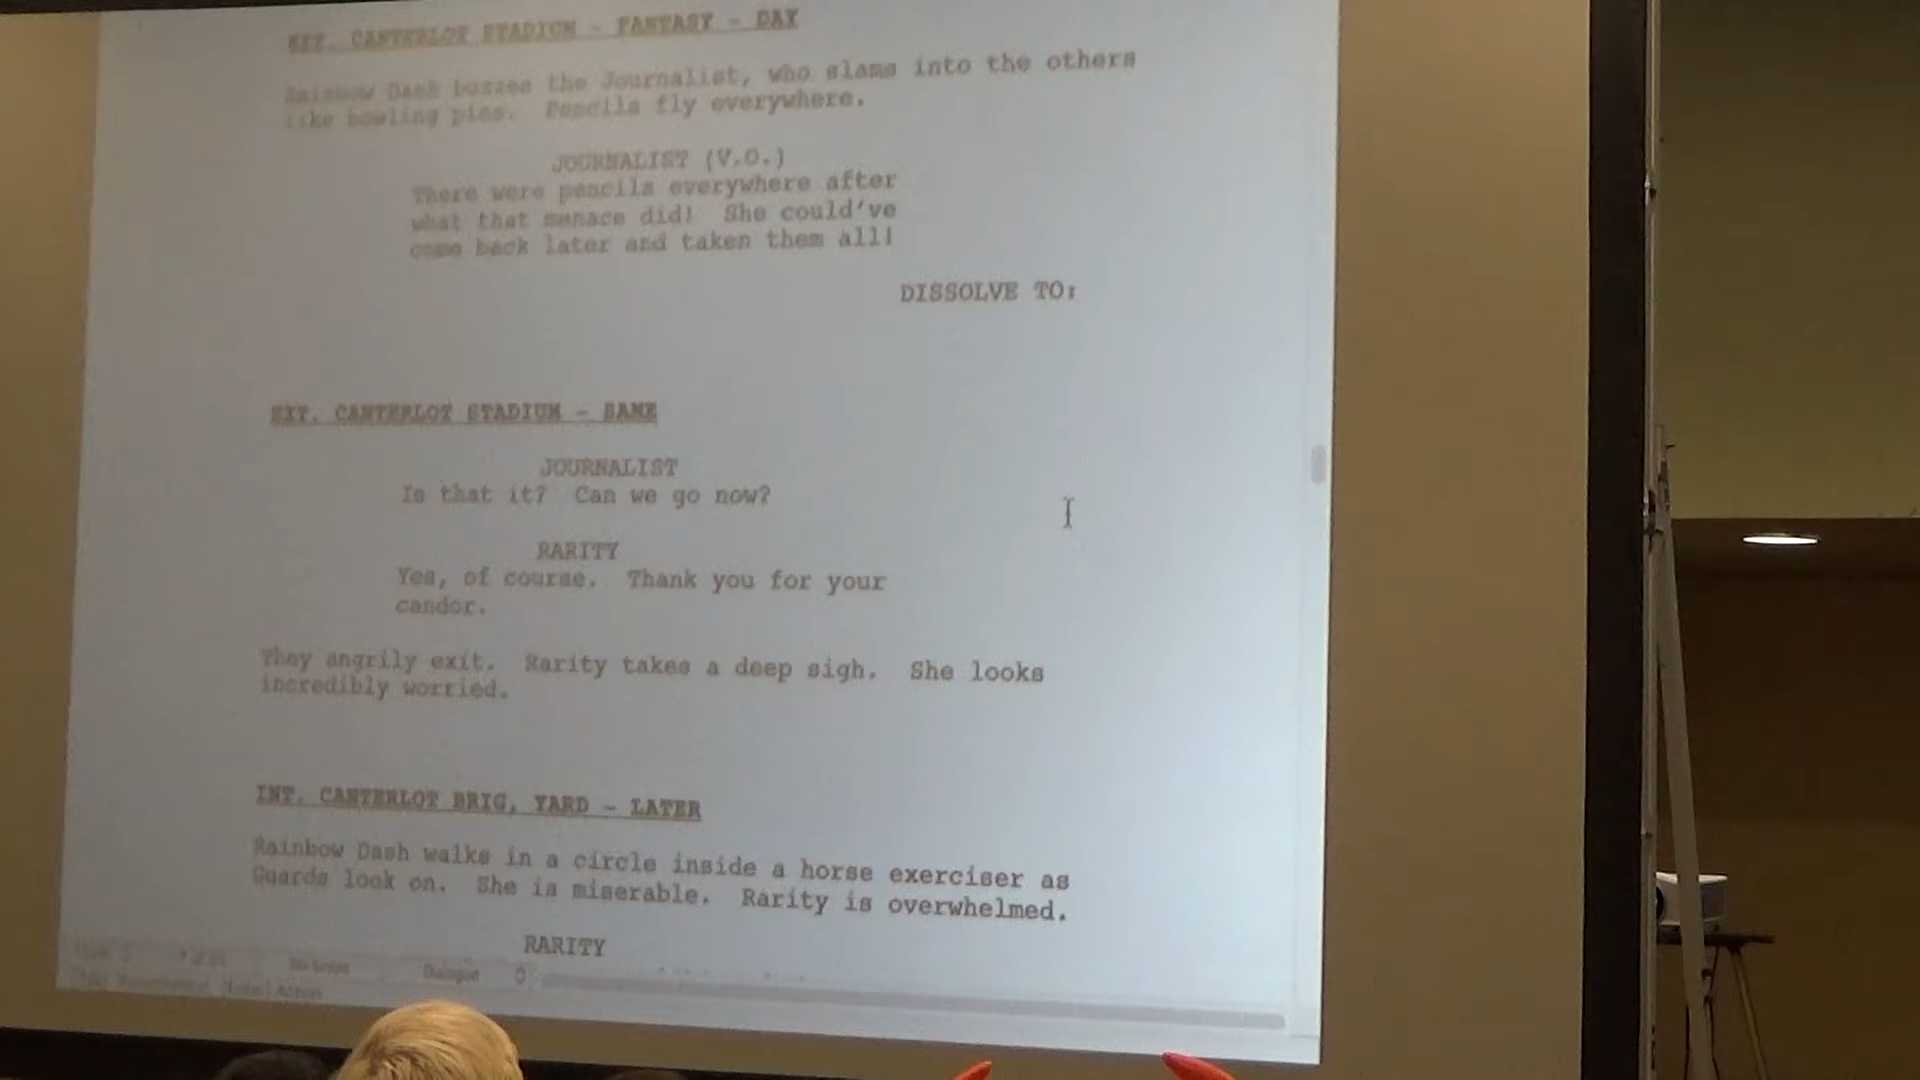 EXT. CANTERLOT STADIUM - FANTASY - DAY
Rainbow Dash buzzes the Journalist, who slams into the others
like bowling pins.  Pencils fly everywhere.
JOURNALIST (V.O.)
There were pencils everywhere after
what that menace did!  She could've
come back later and taken them all!
DISSOLVE TO:
EXT. CANTERLOT STADIUM - SAME
JOURNALIST
Is that it?  Can we go now?
RARITY
Yes, of course.  Thank you for your
candor.
They angrily exit.  Rarity takes a deep sigh.  She looks
incredibly worried.
INT. CANTERLOT BRIG, YARD - LATER
Rainbow Dash walks in a circle inside a horse exerciser as
Guards look on.  She is miserable.  Rarity is overwhelmed.
RARITY
No Scene
Dialogue